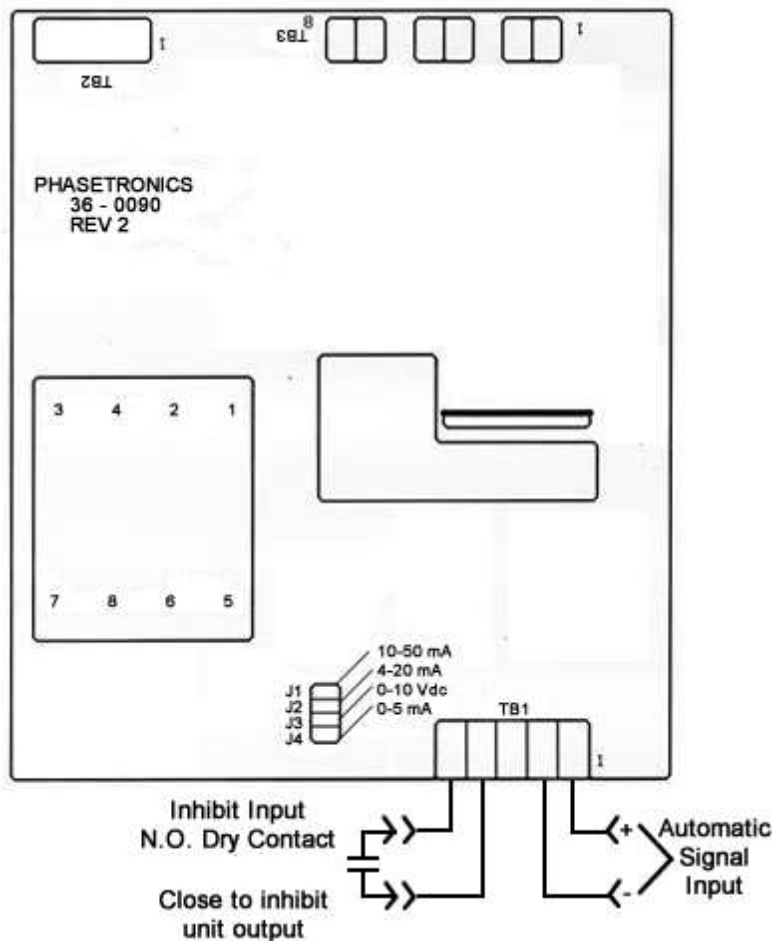 1
TB2
8
TB3
1
PHASETRONICS
36 - 0090
REV 2
3 4 2 1
7 8 6 5
10-50 mA
4-20 mA
0-10 Vdc
0-5 mA
J1
J2
J3
J4
TB1
1
Inhibit Input
N.O. Dry Contact
Close to inhibit
unit output
+
-
Automatic
Signal
Input